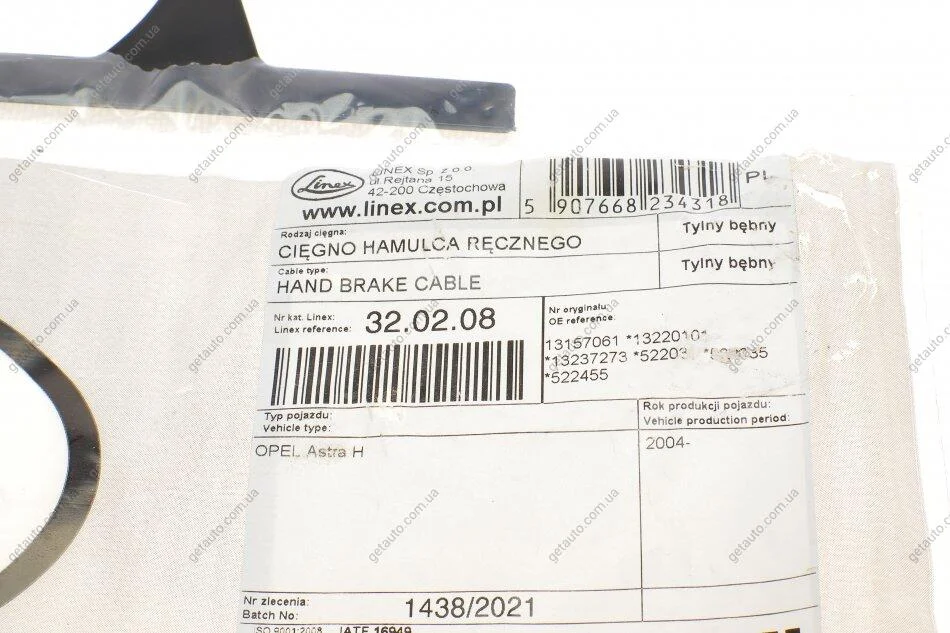 Linex
LINEX Sp. z o.o.
ul. Rejtana 15
42-200 Częstochowa
www.linex.com.pl
5 907668 234318
PL
Rodzaj cięgna:
CIĘGNO HAMULCA RĘCZNEGO
Tylny bębny
Cable type:
HAND BRAKE CABLE
Tylny bębny
Nr kat. Linex:
Linex reference:
32.02.08
Nr oryginału:
OE reference:
13157061 *13220101
*13237273
*522455
Typ pojazdu:
Vehicle type:
Rok produkcji pojazdu:
Vehicle production period:
OPEL Astra H
2004-
Nr zlecenia:
Batch No:
1438/2021
ISO 9001:2008 IATF 16949
getauto.com.ua